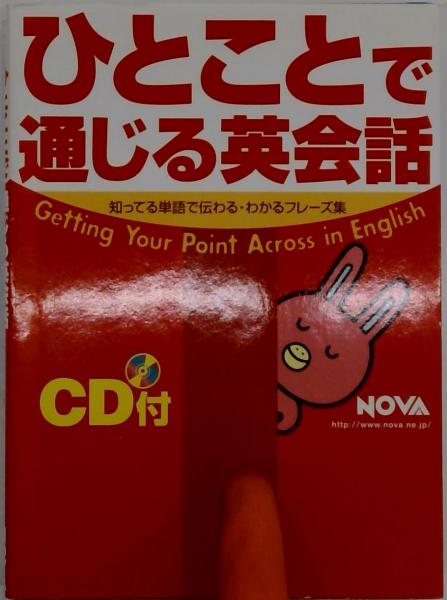 ひとことで
通じる英会話
知ってる単語で伝わる・わかるフレーズ集
Getting Your Point Across in English
CD付
NOVA
http://www.nova.ne.jp/